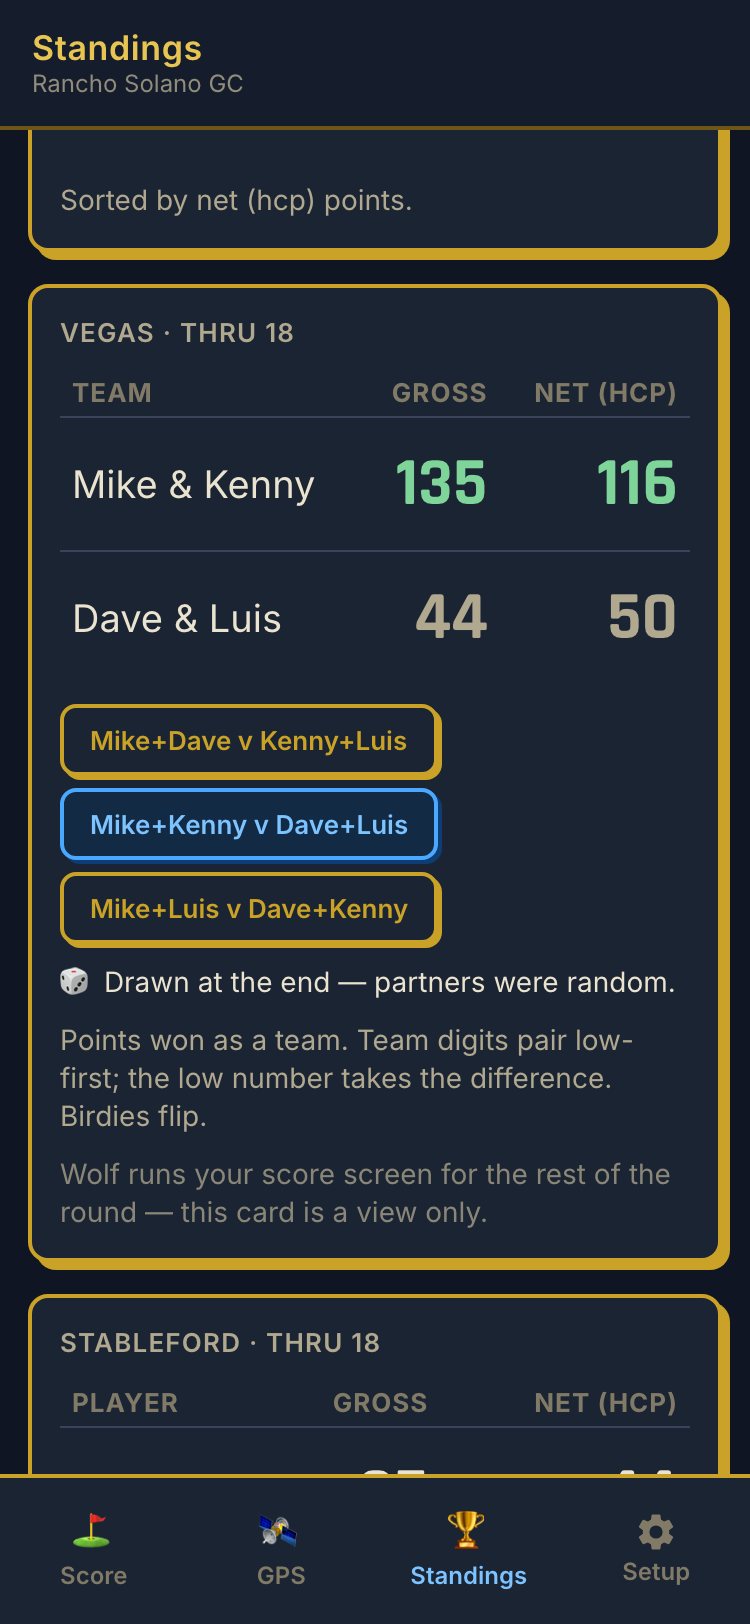 Standings
Rancho Solano GC
Sorted by net (hcp) points.
VEGAS · THRU 18
TEAM GROSS NET (HCP)
Mike & Kenny 135 116
Dave & Luis 44 50
Mike+Dave v Kenny+Luis
Mike+Kenny v Dave+Luis
Mike+Luis v Dave+Kenny
Drawn at the end — partners were random.
Points won as a team. Team digits pair low-
first; the low number takes the difference.
Birdies flip.
Wolf runs your score screen for the rest of the
round — this card is a view only.
STABLEFORD · THRU 18
PLAYER GROSS NET (HCP)
Score GPS Standings Setup